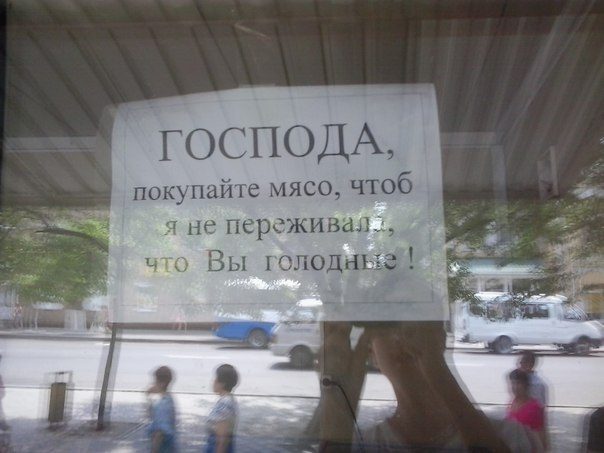 ГОСПОДА,
покупайте мясо, чтоб
я не переживала,
что Вы голодные !